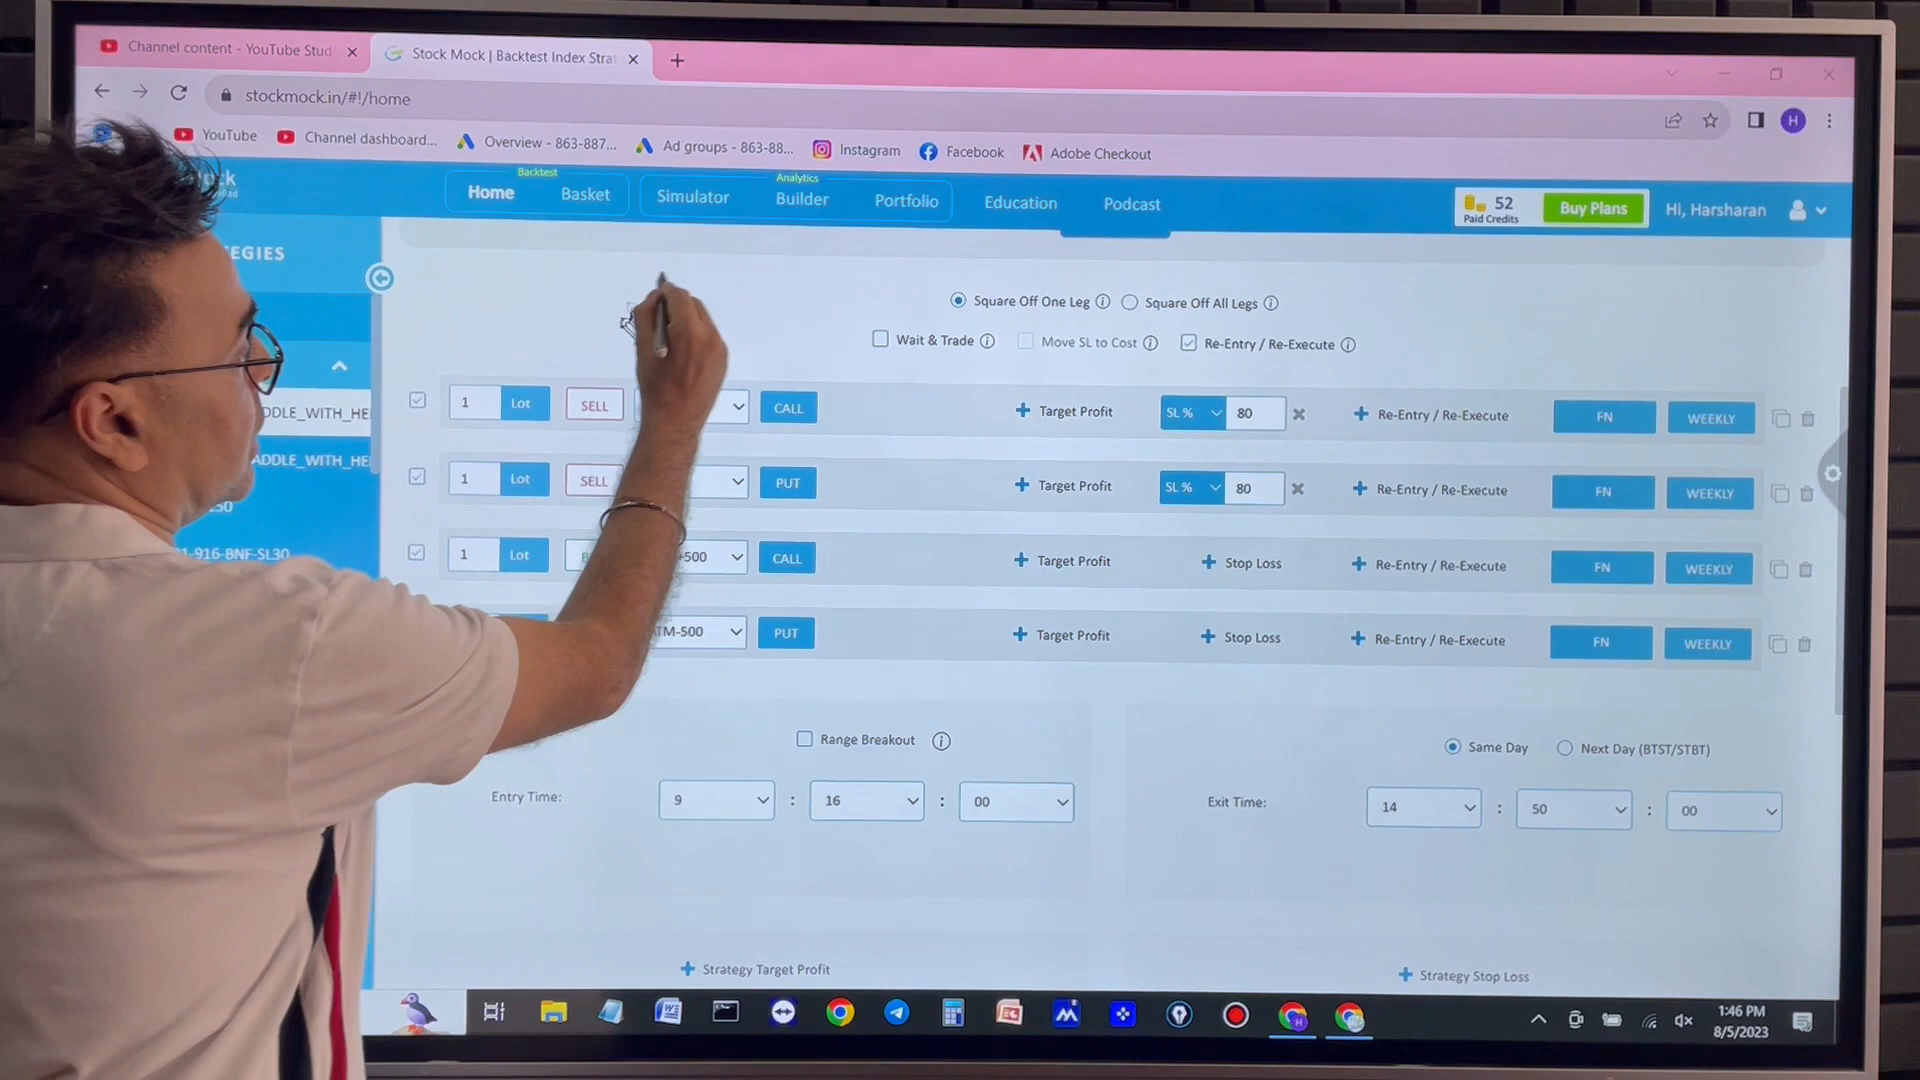 Channel content - YouTube Stud
Stock Mock | Backtest Index Stra
stockmock.in/#!/home
H
YouTube
Channel dashboard...
Overview - 863-887...
Ad groups - 863-88...
Instagram
Facebook
Adobe Checkout
Backtest
Home
Basket
Analytics
Simulator
Builder
Portfolio
Education
Podcast
52
Paid Credits
Buy Plans
Hi, Harsharan
EGIES
Square Off One Leg
Square Off All Legs
Wait & Trade
Move SL to Cost
Re-Entry / Re-Execute
DDLE_WITH_HE
1 Lot SELL CALL + Target Profit SL % 80 + Re-Entry / Re-Execute FN WEEKLY
ADDLE_WITH_HE
1 Lot SELL PUT + Target Profit SL % 80 + Re-Entry / Re-Execute FN WEEKLY
1-916-BNF-SL30
1 Lot +500 CALL + Target Profit + Stop Loss + Re-Entry / Re-Execute FN WEEKLY
TM-500 PUT + Target Profit + Stop Loss + Re-Entry / Re-Execute FN WEEKLY
Range Breakout
Same Day
Next Day (BTST/STBT)
Entry Time: 9 : 16 : 00
Exit Time: 14 : 50 : 00
+ Strategy Target Profit
+ Strategy Stop Loss
1:46 PM
8/5/2023